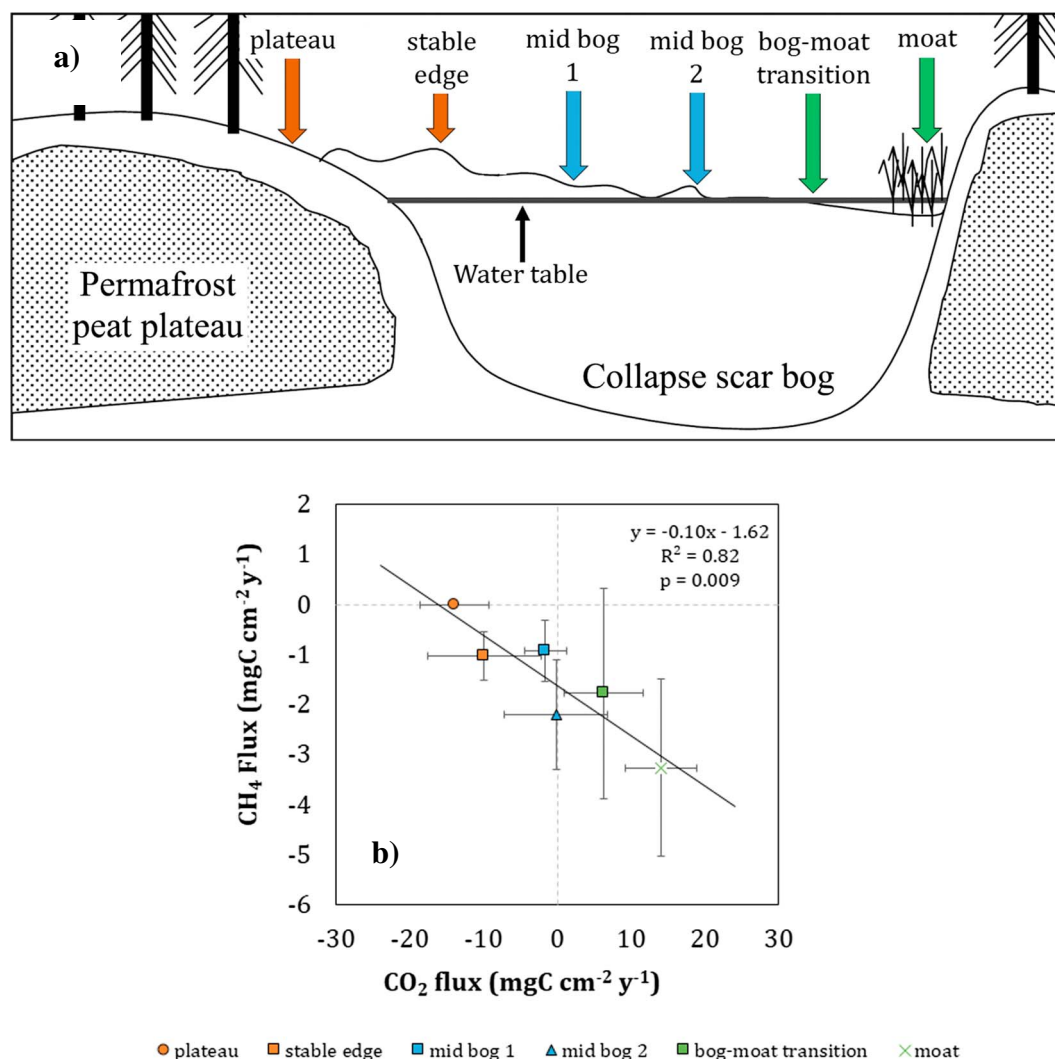 a)
plateau
stable
edge
mid bog
1
mid bog
2
bog-moat
transition
moat
Water table
Permafrost
peat plateau
Collapse scar bog
y = -0.10x - 1.62
R² = 0.82
p = 0.009
2
1
0
-1
-2
-3
-4
-5
-6
CH₄ Flux (mgC cm⁻² y⁻¹)
b)
-30 -20 -10 0 10 20 30
CO₂ flux (mgC cm⁻² y⁻¹)
plateau stable edge mid bog 1 mid bog 2 bog-moat transition moat